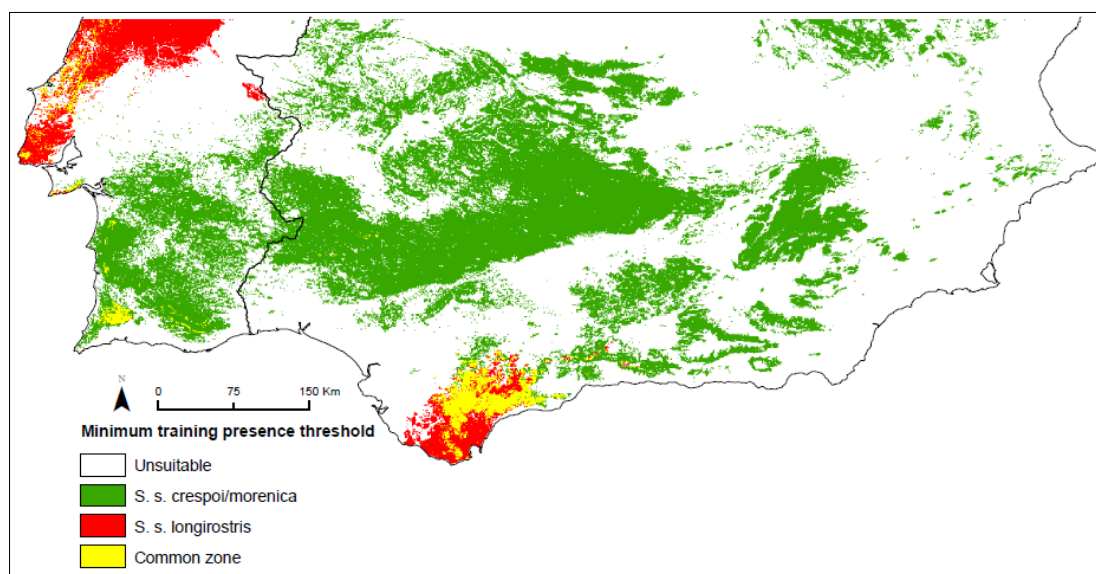 N
0 75 150 Km
Minimum training presence threshold
Unsuitable
S. s. crespoi/morenica
S. s. longirostris
Common zone